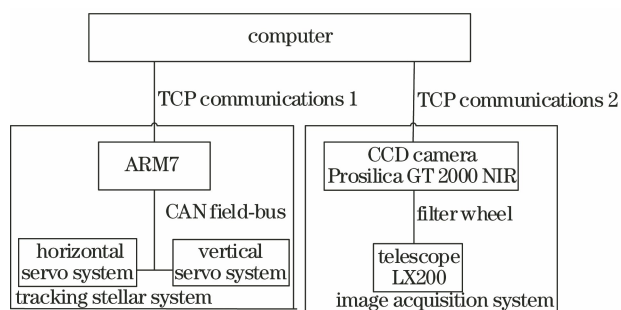 computer
TCP communications 1
TCP communications 2
ARM7
CCD camera
Prosilica GT 2000 NIR
CAN field-bus
filter wheel
horizontal
servo system
vertical
servo system
telescope
LX200
tracking stellar system
image acquisition system